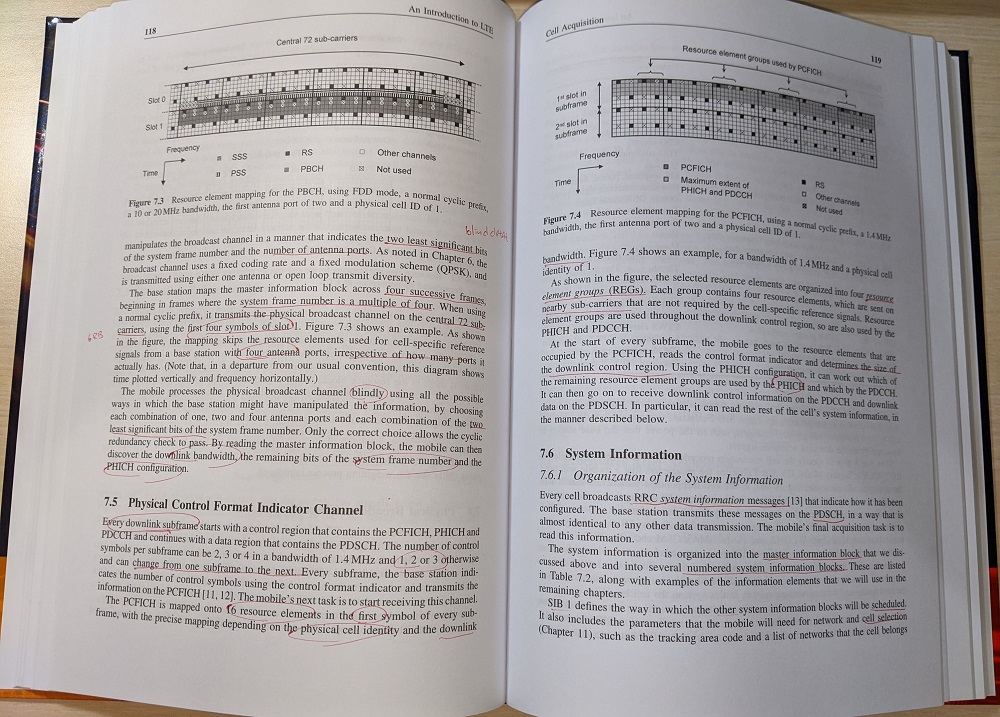 118
An Introduction to LTE
Central 72 sub-carriers
Slot 0
Slot 1
Frequency
Time
SSS
PSS
RS
PBCH
Other channels
Not used
Figure 7.3 Resource element mapping for the PBCH, using FDD mode, a normal cyclic prefix,
a 10 or 20 MHz bandwidth, the first antenna port of two and a physical cell ID of 1.
manipulates the broadcast channel in a manner that indicates the two least significant bits
of the system frame number and the number of antenna ports. As noted in Chapter 6, the
broadcast channel uses a fixed coding rate and a fixed modulation scheme (QPSK), and
is transmitted using either one antenna or open loop transmit diversity.
The base station maps the master information block across four successive frames,
beginning in frames where the system frame number is a multiple of four. When using
a normal cyclic prefix, it transmits the physical broadcast channel on the central 72 sub-
carriers, using the first four symbols of slot 1. Figure 7.3 shows an example. As shown
in the figure, the mapping skips the resource elements used for cell-specific reference
signals from a base station with four antenna ports, irrespective of how many ports it
actually has. (Note that, in a departure from our usual convention, this diagram shows
time plotted vertically and frequency horizontally.)
The mobile processes the physical broadcast channel blindly using all the possible
ways in which the base station might have manipulated the information, by choosing
each combination of one, two and four antenna ports and each combination of the two
least significant bits of the system frame number. Only the correct choice allows the cyclic
redundancy check to pass. By reading the master information block, the mobile can then
discover the downlink bandwidth, the remaining bits of the system frame number and the
PHICH configuration.
7.5 Physical Control Format Indicator Channel
Every downlink subframe starts with a control region that contains the PCFICH, PHICH and
PDCCH and continues with a data region that contains the PDSCH. The number of control
symbols per subframe can be 2, 3 or 4 in a bandwidth of 1.4 MHz and 1, 2 or 3 otherwise
and can change from one subframe to the next. Every subframe, the base station indi-
cates the number of control symbols using the control format indicator and transmits the
information on the PCFICH [11, 12]. The mobile's next task is to start receiving this channel.
The PCFICH is mapped onto 16 resource elements in the first symbol of every sub-
frame, with the precise mapping depending on the physical cell identity and the downlink
Cell Acquisition
119
Resource element groups used by PCFICH
1st slot in
subframe
2nd slot in
subframe
Frequency
Time
PCFICH
Maximum extent of
PHICH and PDCCH
RS
Other channels
Not used
Figure 7.4 Resource element mapping for the PCFICH, using a normal cyclic prefix, a 1.4 MHz
bandwidth, the first antenna port of two and a physical cell ID of 1.
bandwidth. Figure 7.4 shows an example, for a bandwidth of 1.4 MHz and a physical cell
identity of 1.
As shown in the figure, the selected resource elements are organized into four resource
element groups (REGs). Each group contains four resource elements, which are sent on
nearby sub-carriers that are not required by the cell-specific reference signals. Resource
element groups are used throughout the downlink control region, so are also used by the
PHICH and PDCCH.
At the start of every subframe, the mobile goes to the resource elements that are
occupied by the PCFICH, reads the control format indicator and determines the size of
the downlink control region. Using the PHICH configuration, it can work out which of
the remaining resource element groups are used by the PHICH and which by the PDCCH.
It can then go on to receive downlink control information on the PDCCH and downlink
data on the PDSCH. In particular, it can read the rest of the cell's system information, in
the manner described below.
7.6 System Information
7.6.1 Organization of the System Information
Every cell broadcasts RRC system information messages [13] that indicate how it has been
configured. The base station transmits these messages on the PDSCH, in a way that is
almost identical to any other data transmission. The mobile's final acquisition task is to
read this information.
The system information is organized into the master information block that we dis-
cussed above and into several numbered system information blocks. These are listed
in Table 7.2, along with examples of the information elements that we will use in the
remaining chapters.
SIB 1 defines the way in which the other system information blocks will be scheduled.
It also includes the parameters that the mobile will need for network and cell selection
(Chapter 11), such as the tracking area code and a list of networks that the cell belongs